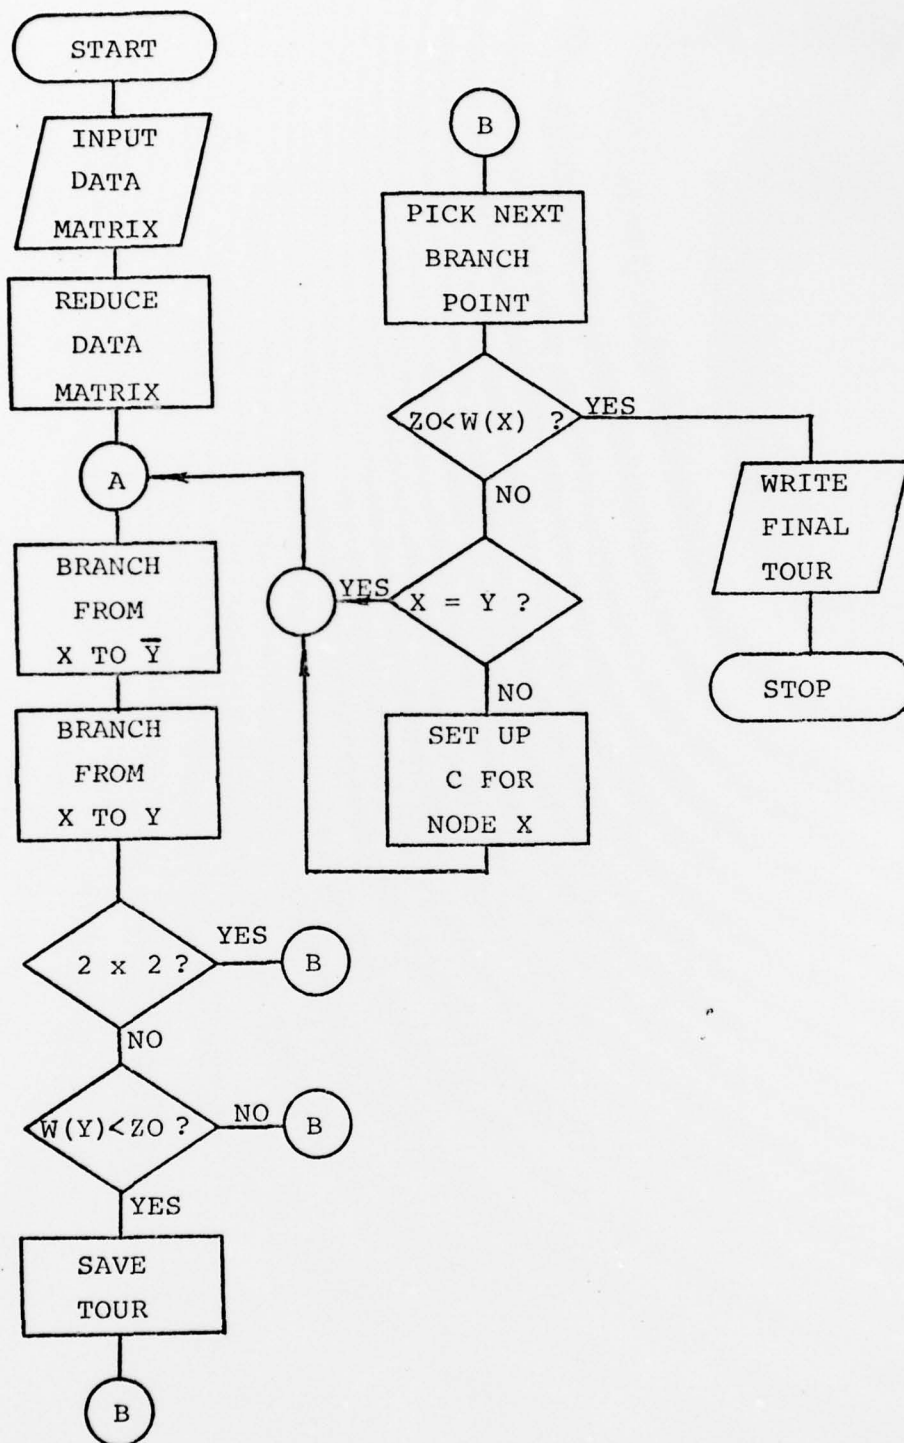 START
INPUT
DATA
MATRIX
REDUCE
DATA
MATRIX
A
BRANCH
FROM
X TO Y̅
BRANCH
FROM
X TO Y
2 x 2 ?
YES
B
NO
W(Y)<ZO ?
NO
B
YES
SAVE
TOUR
B
B
PICK NEXT
BRANCH
POINT
ZO<W(X) ?
YES
NO
X = Y ?
YES
NO
SET UP
C FOR
NODE X
WRITE
FINAL
TOUR
STOP